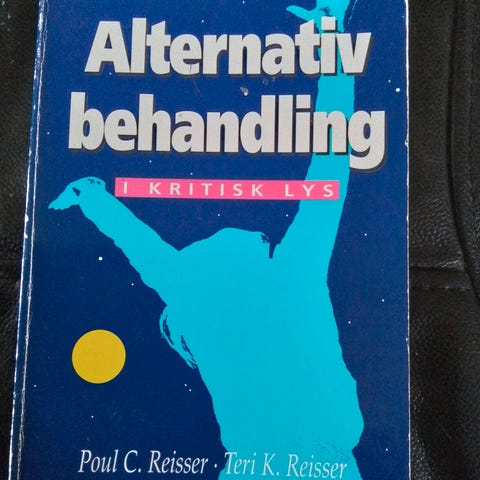 Alternativ
behandling
I KRITISK LYS
Poul C. Reisser · Teri K. Reisser